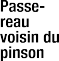 Passe-
reau
voisin du
pinson